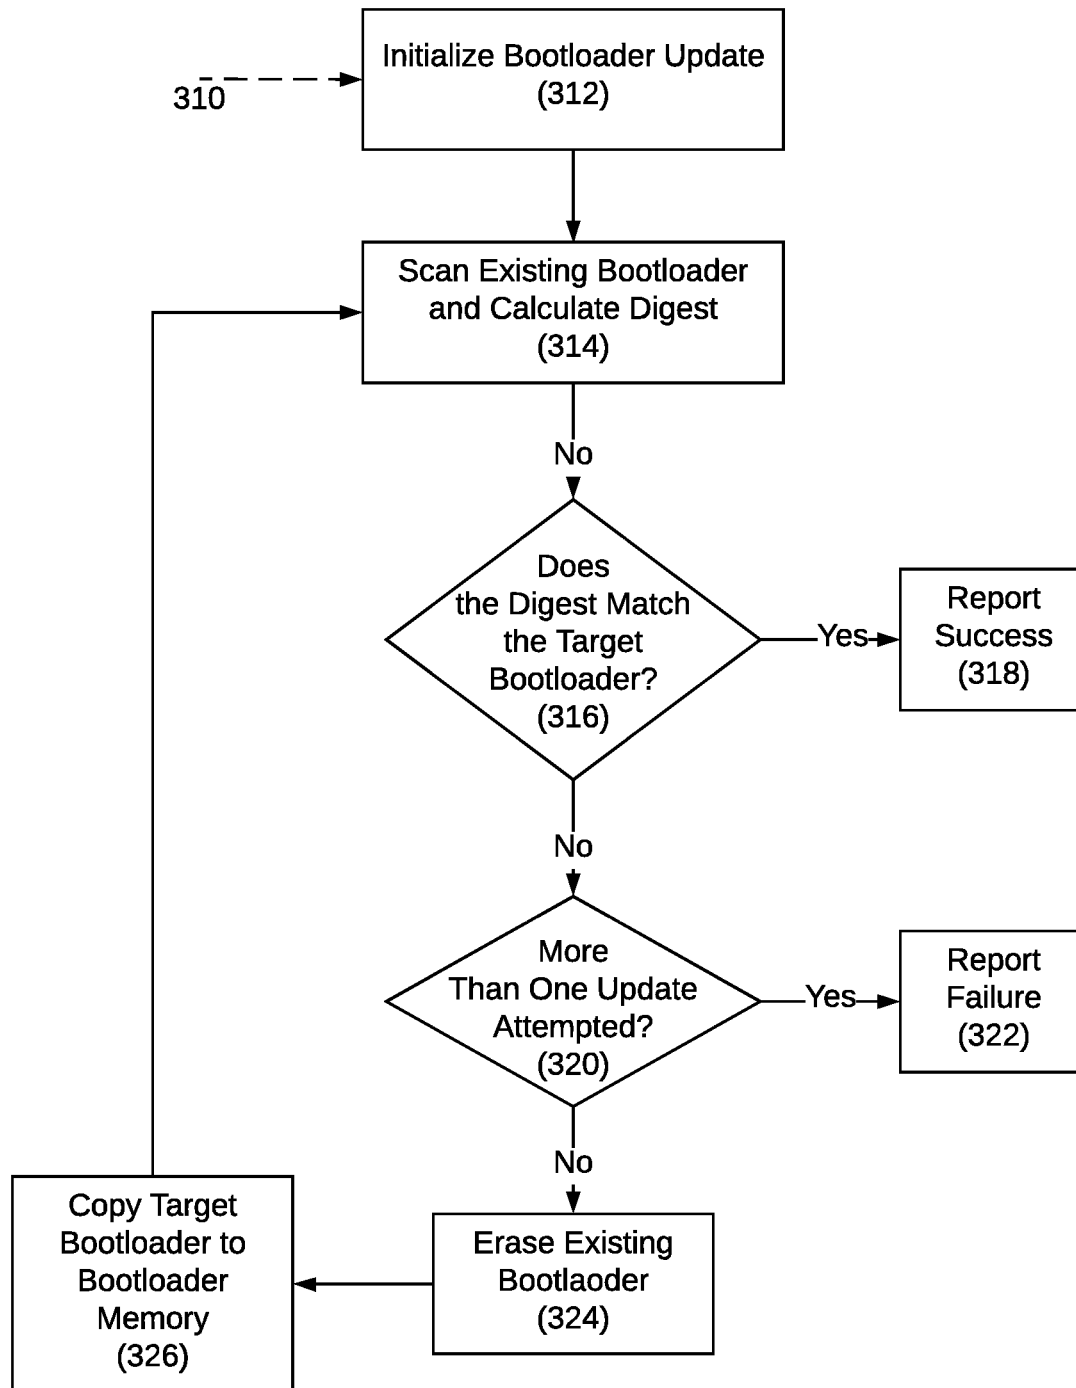 Initialize Bootloader Update
(312)
310
Scan Existing Bootloader
and Calculate Digest
(314)
No
Does
the Digest Match
the Target
Bootloader?
(316)
Yes
Report
Success
(318)
No
More
Than One Update
Attempted?
(320)
Yes
Report
Failure
(322)
No
Erase Existing
Bootlaoder
(324)
Copy Target
Bootloader to
Bootloader
Memory
(326)